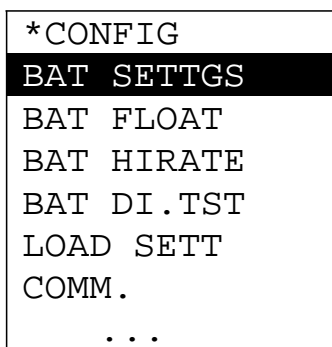 *CONFIG
BAT SETTGS
BAT FLOAT
BAT HIRATE
BAT DI.TST
LOAD SETT
COMM.
...